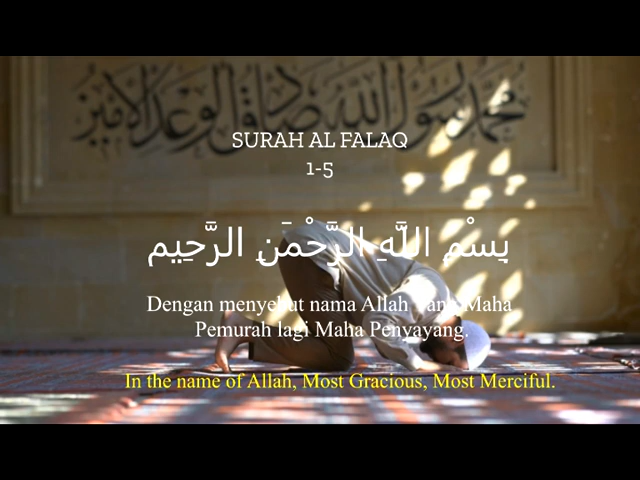 محمد رسول الله صادق الوعد الأمين
SURAH AL FALAQ
1-5
بِسْمِ اللَّهِ الرَّحْمَنِ الرَّحِيم
Dengan menyebut nama Allah Yang Maha
Pemurah lagi Maha Penyayang.
In the name of Allah, Most Gracious, Most Merciful.